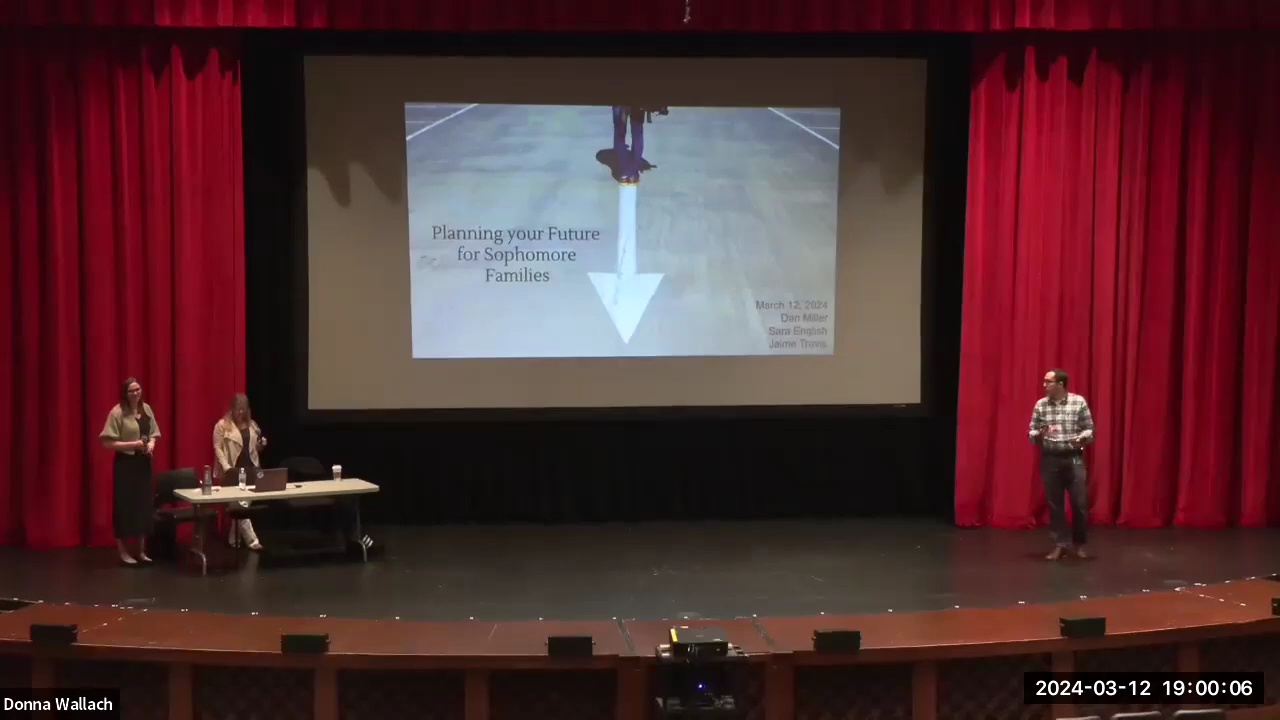 Planning your Future
for Sophomore
Families
March 12, 2024
Dan Miller
Sara English
Jaime Travis
Donna Wallach
2024-03-12 19:00:06